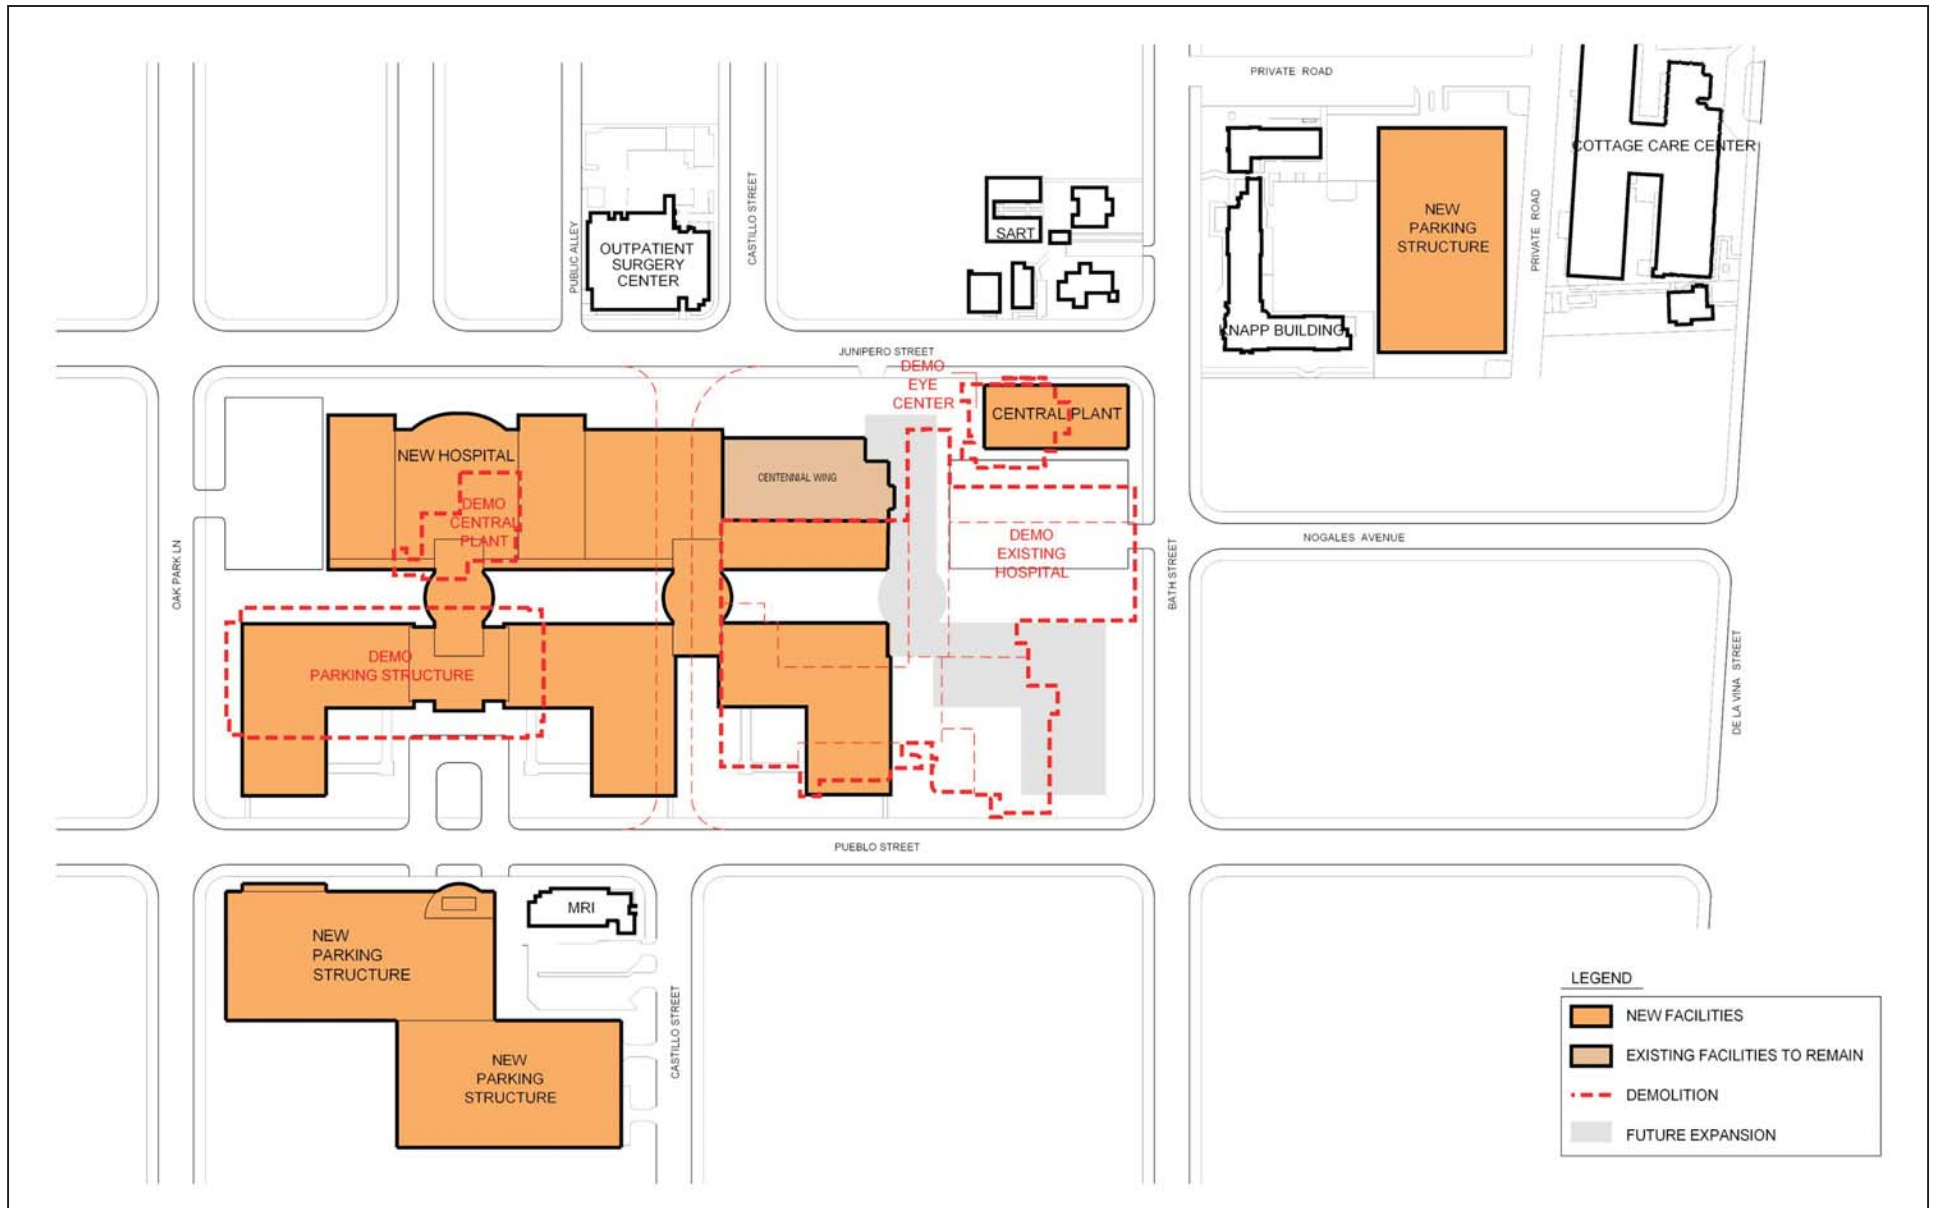 PRIVATE ROAD
COTTAGE CARE CENTER
PUBLIC ALLEY
OUTPATIENT
SURGERY
CENTER
CASTILLO STREET
SART
NEW
PARKING
STRUCTURE
PRIVATE ROAD
KNAPP BUILDING
JUNIPERO STREET
DEMO
EYE
CENTER
CENTRAL PLANT
NEW HOSPITAL
CENTENNIAL WING
DEMO
CENTRAL
PLANT
DEMO
EXISTING
HOSPITAL
NOGALES AVENUE
OAK PARK LN
BATH STREET
DEMO
PARKING STRUCTURE
DE LA VINA STREET
PUEBLO STREET
MRI
NEW
PARKING
STRUCTURE
NEW
PARKING
STRUCTURE
CASTILLO STREET
LEGEND
NEW FACILITIES
EXISTING FACILITIES TO REMAIN
DEMOLITION
FUTURE EXPANSION